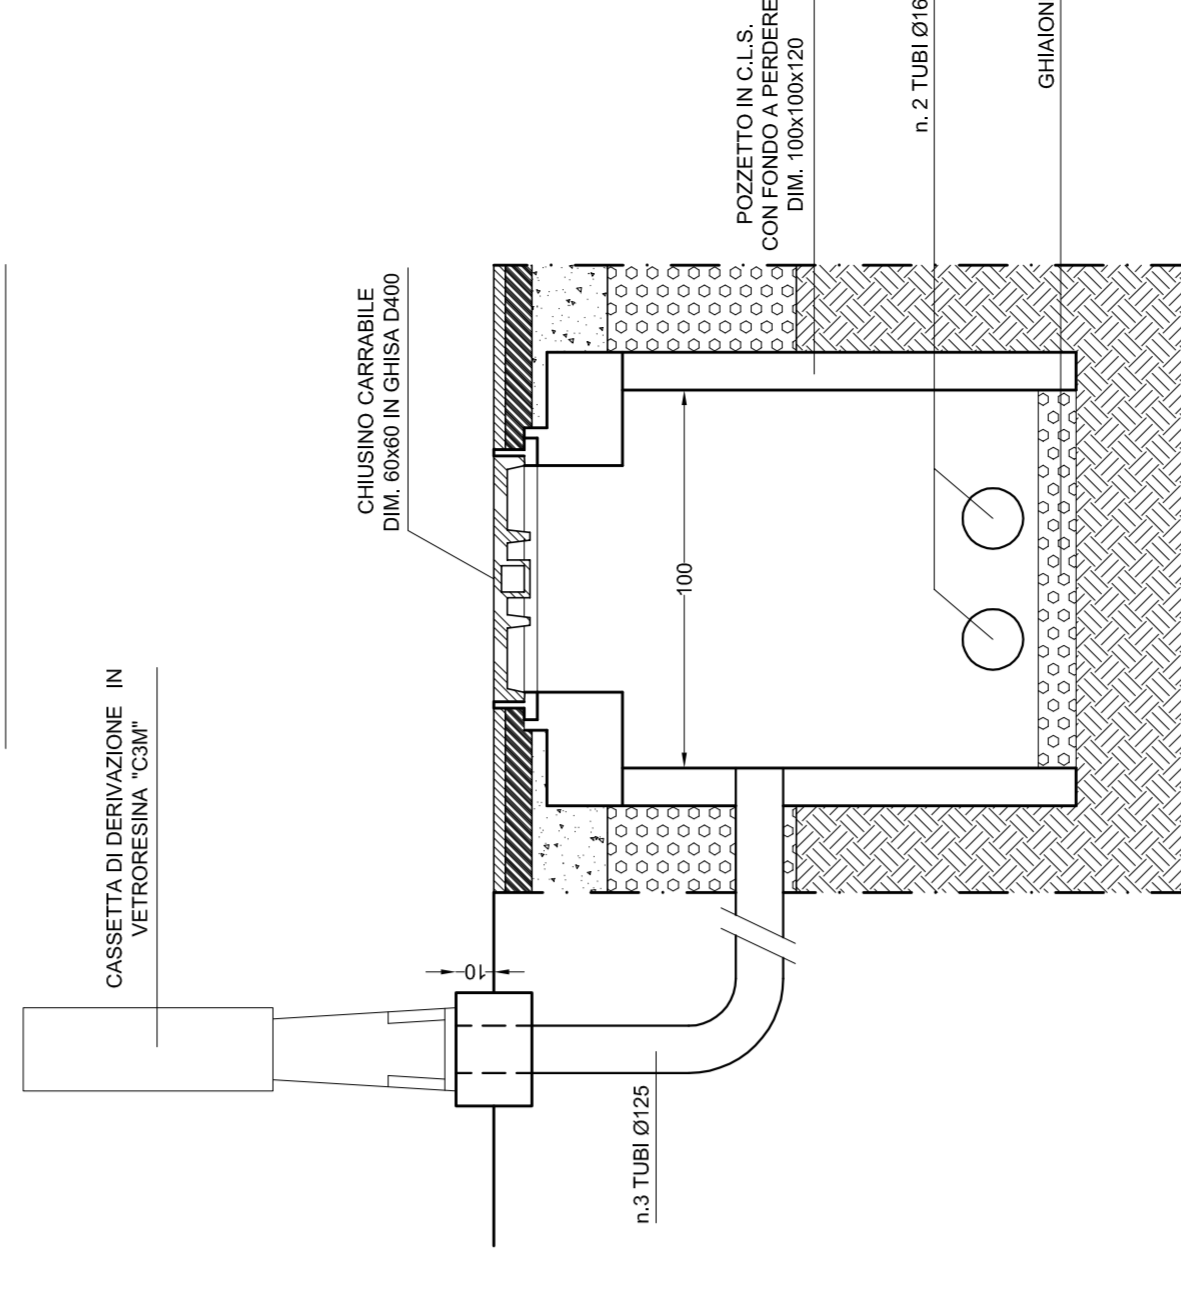 CASSETTA DI DERIVAZIONE IN
VETRORESINA "C3M"
CHIUSINO CARRABILE
DIM. 60x60 IN GHISA D400
POZZETTO IN C.L.S.
CON FONDO A PERDERE
DIM. 100x100x120
n. 2 TUBI Ø16
GHIAION
100
10
n.3 TUBI Ø125